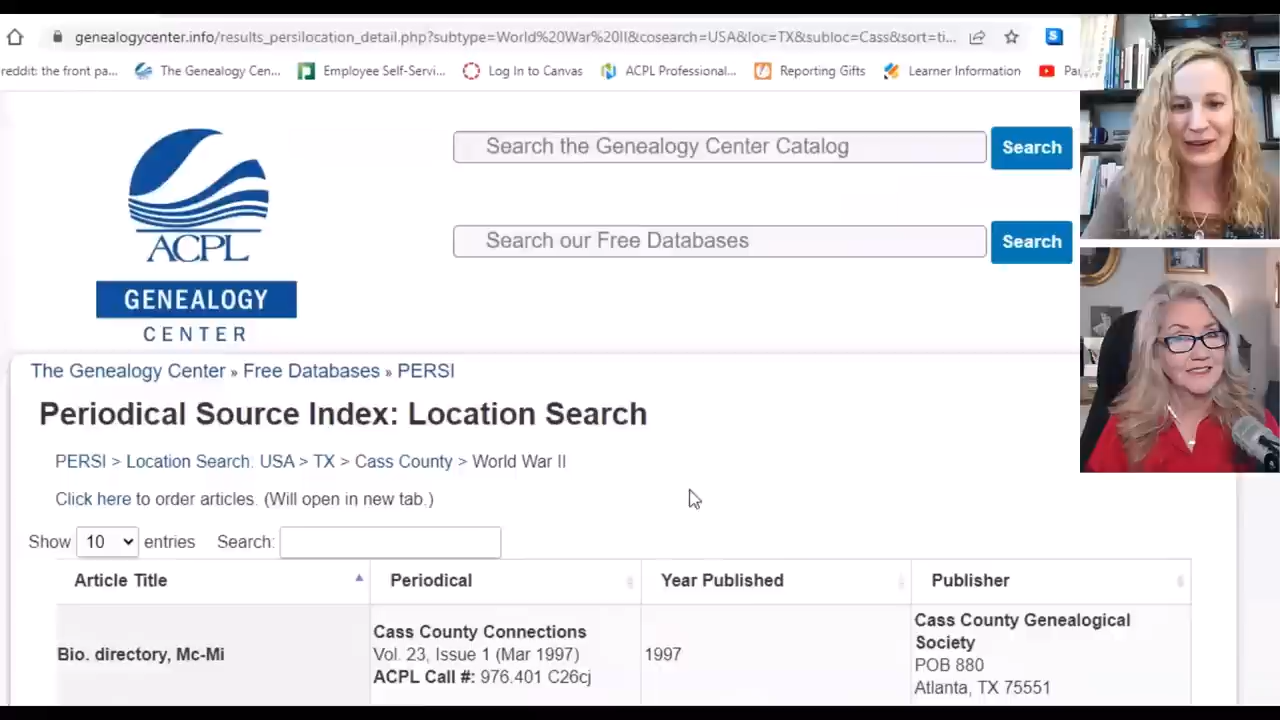 genealogycenter.info/results_persilocation_detail.php?subtype=World%20War%20II&cosearch=USA&loc=TX&subloc=Cass&sort=ti...
reddit: the front pa...
The Genealogy Cen...
Employee Self-Servi...
Log In to Canvas
ACPL Professional...
Reporting Gifts
Learner Information
Search the Genealogy Center Catalog
Search
Search our Free Databases
Search
ACPL
GENEALOGY
CENTER
The Genealogy Center » Free Databases » PERSI
Periodical Source Index: Location Search
PERSI > Location Search: USA > TX > Cass County > World War II
Click here to order articles. (Will open in new tab.)
Show 10 entries Search:
Article Title Periodical Year Published Publisher
Bio. directory, Mc-Mi
Cass County Connections
Vol. 23, Issue 1 (Mar 1997)
ACPL Call #: 976.401 C26cj
1997
Cass County Genealogical
Society
POB 880
Atlanta, TX 75551